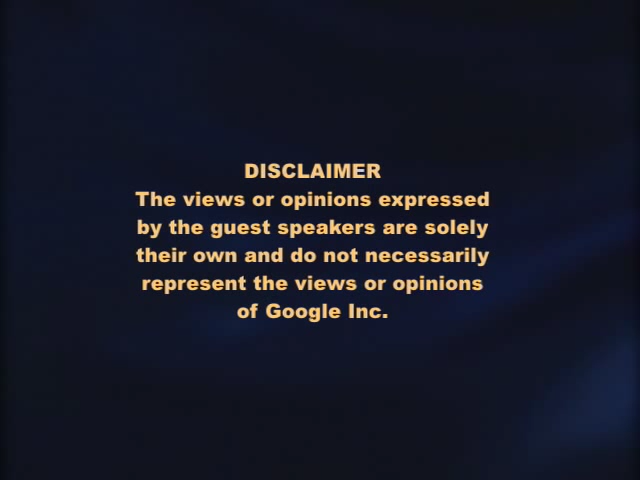 DISCLAIMER
The views or opinions expressed
by the guest speakers are solely
their own and do not necessarily
represent the views or opinions
of Google Inc.